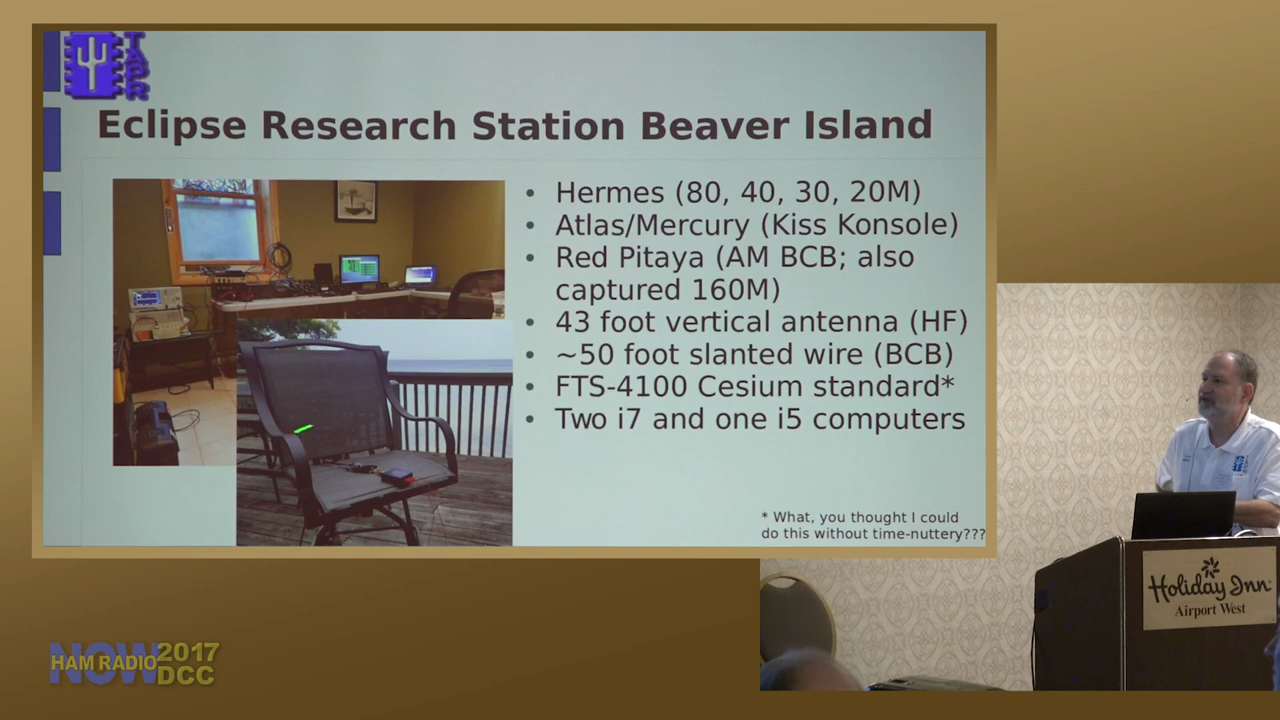 TAPR
Eclipse Research Station Beaver Island
• Hermes (80, 40, 30, 20M)
• Atlas/Mercury (Kiss Konsole)
• Red Pitaya (AM BCB; also
captured 160M)
• 43 foot vertical antenna (HF)
• ~50 foot slanted wire (BCB)
• FTS-4100 Cesium standard*
• Two i7 and one i5 computers
* What, you thought I could
do this without time-nuttery???
Holiday Inn
Airport West
HAM RADIO
NOW
2017
DCC